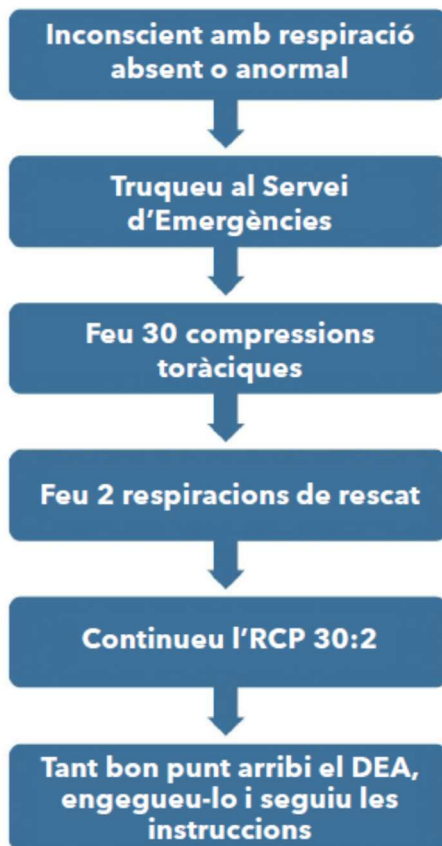 Inconscient amb respiració
absent o anormal
Truqueu al Servei
d’Emergències
Feu 30 compressions
toràciques
Feu 2 respiracions de rescat
Continueu l’RCP 30:2
Tant bon punt arribi el DEA,
engegueu-lo i seguiu les
instruccions